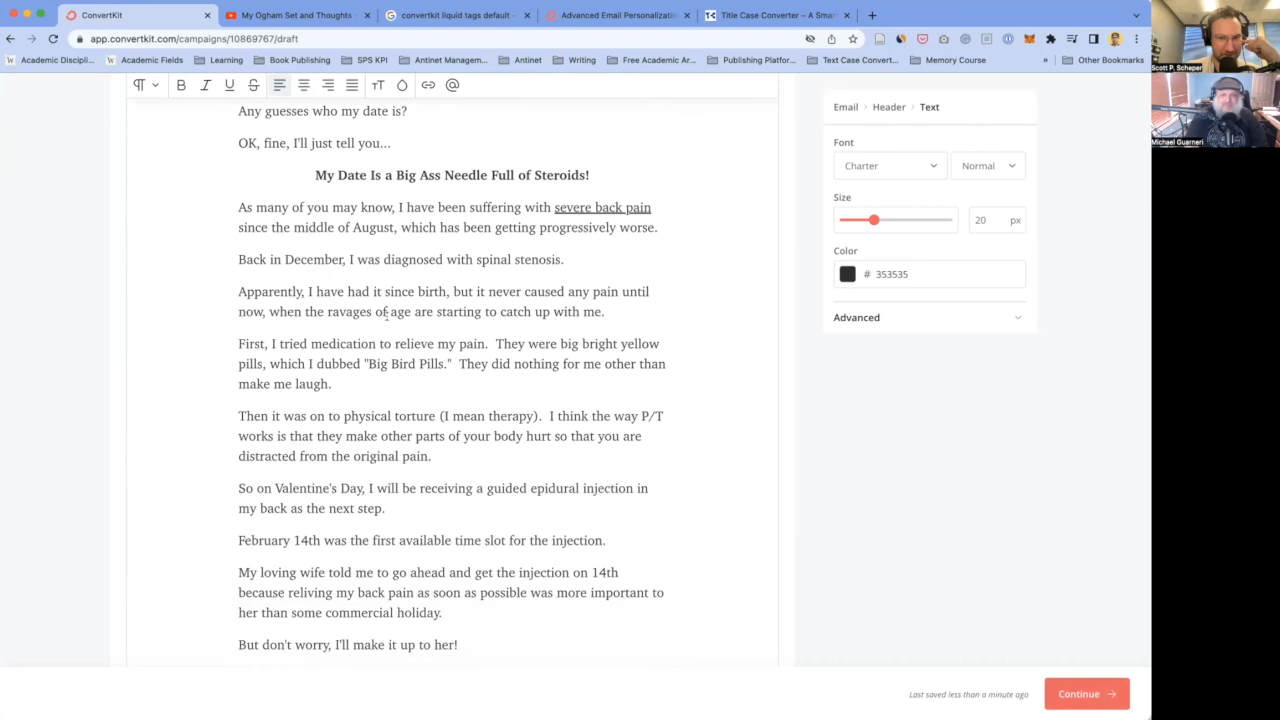 ConvertKit
My Ogham Set and Thoughts
convertkit liquid tags default -
Advanced Email Personalizatio
Title Case Converter – A Smar
app.convertkit.com/campaigns/10869767/draft
Academic Discipli...
Academic Fields
Learning
Book Publishing
SPS KPI
Antinet Managem...
Antinet
Writing
Free Academic Ar...
Publishing Platfor...
Text Case Convert...
Memory Course
»
Other Bookmarks
Scott P. Scheper
Michael Guarneri
Any guesses who my date is?
OK, fine, I'll just tell you...
My Date Is a Big Ass Needle Full of Steroids!
As many of you may know, I have been suffering with severe back pain
since the middle of August, which has been getting progressively worse.
Back in December, I was diagnosed with spinal stenosis.
Apparently, I have had it since birth, but it never caused any pain until
now, when the ravages of age are starting to catch up with me.
First, I tried medication to relieve my pain.  They were big bright yellow
pills, which I dubbed "Big Bird Pills."  They did nothing for me other than
make me laugh.
Then it was on to physical torture (I mean therapy).  I think the way P/T
works is that they make other parts of your body hurt so that you are
distracted from the original pain.
So on Valentine's Day, I will be receiving a guided epidural injection in
my back as the next step.
February 14th was the first available time slot for the injection.
My loving wife told me to go ahead and get the injection on 14th
because reliving my back pain as soon as possible was more important to
her than some commercial holiday.
But don't worry, I'll make it up to her!
Email > Header > Text
Font
Charter
Normal
Size
20 px
Color
# 353535
Advanced
Last saved less than a minute ago
Continue →